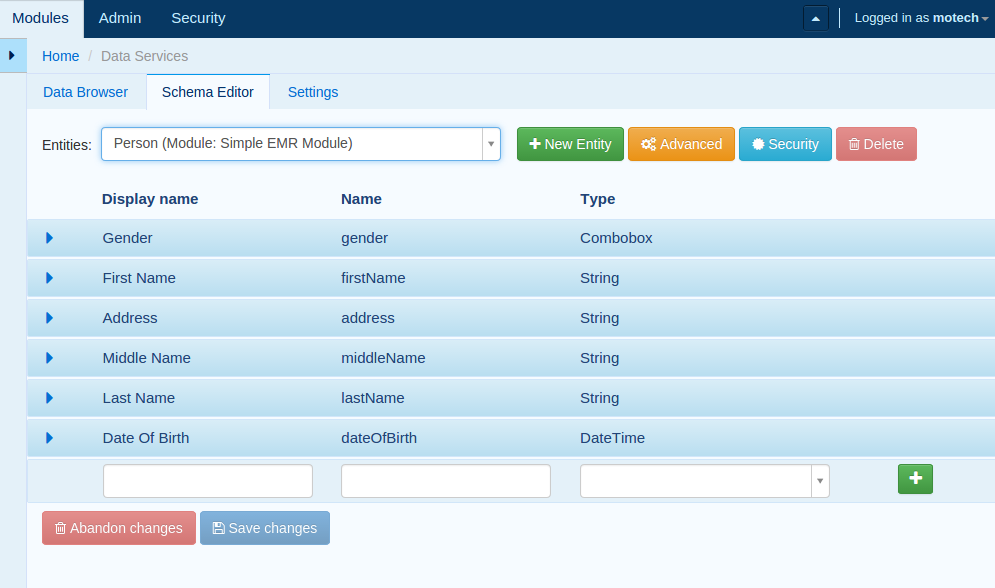 Modules Admin Security Logged in as motech
Home / Data Services
Data Browser Schema Editor Settings
Entities: Person (Module: Simple EMR Module) New Entity Advanced Security Delete
Display name Name Type
Gender gender Combobox
First Name firstName String
Address address String
Middle Name middleName String
Last Name lastName String
Date Of Birth dateOfBirth DateTime
Abandon changes Save changes